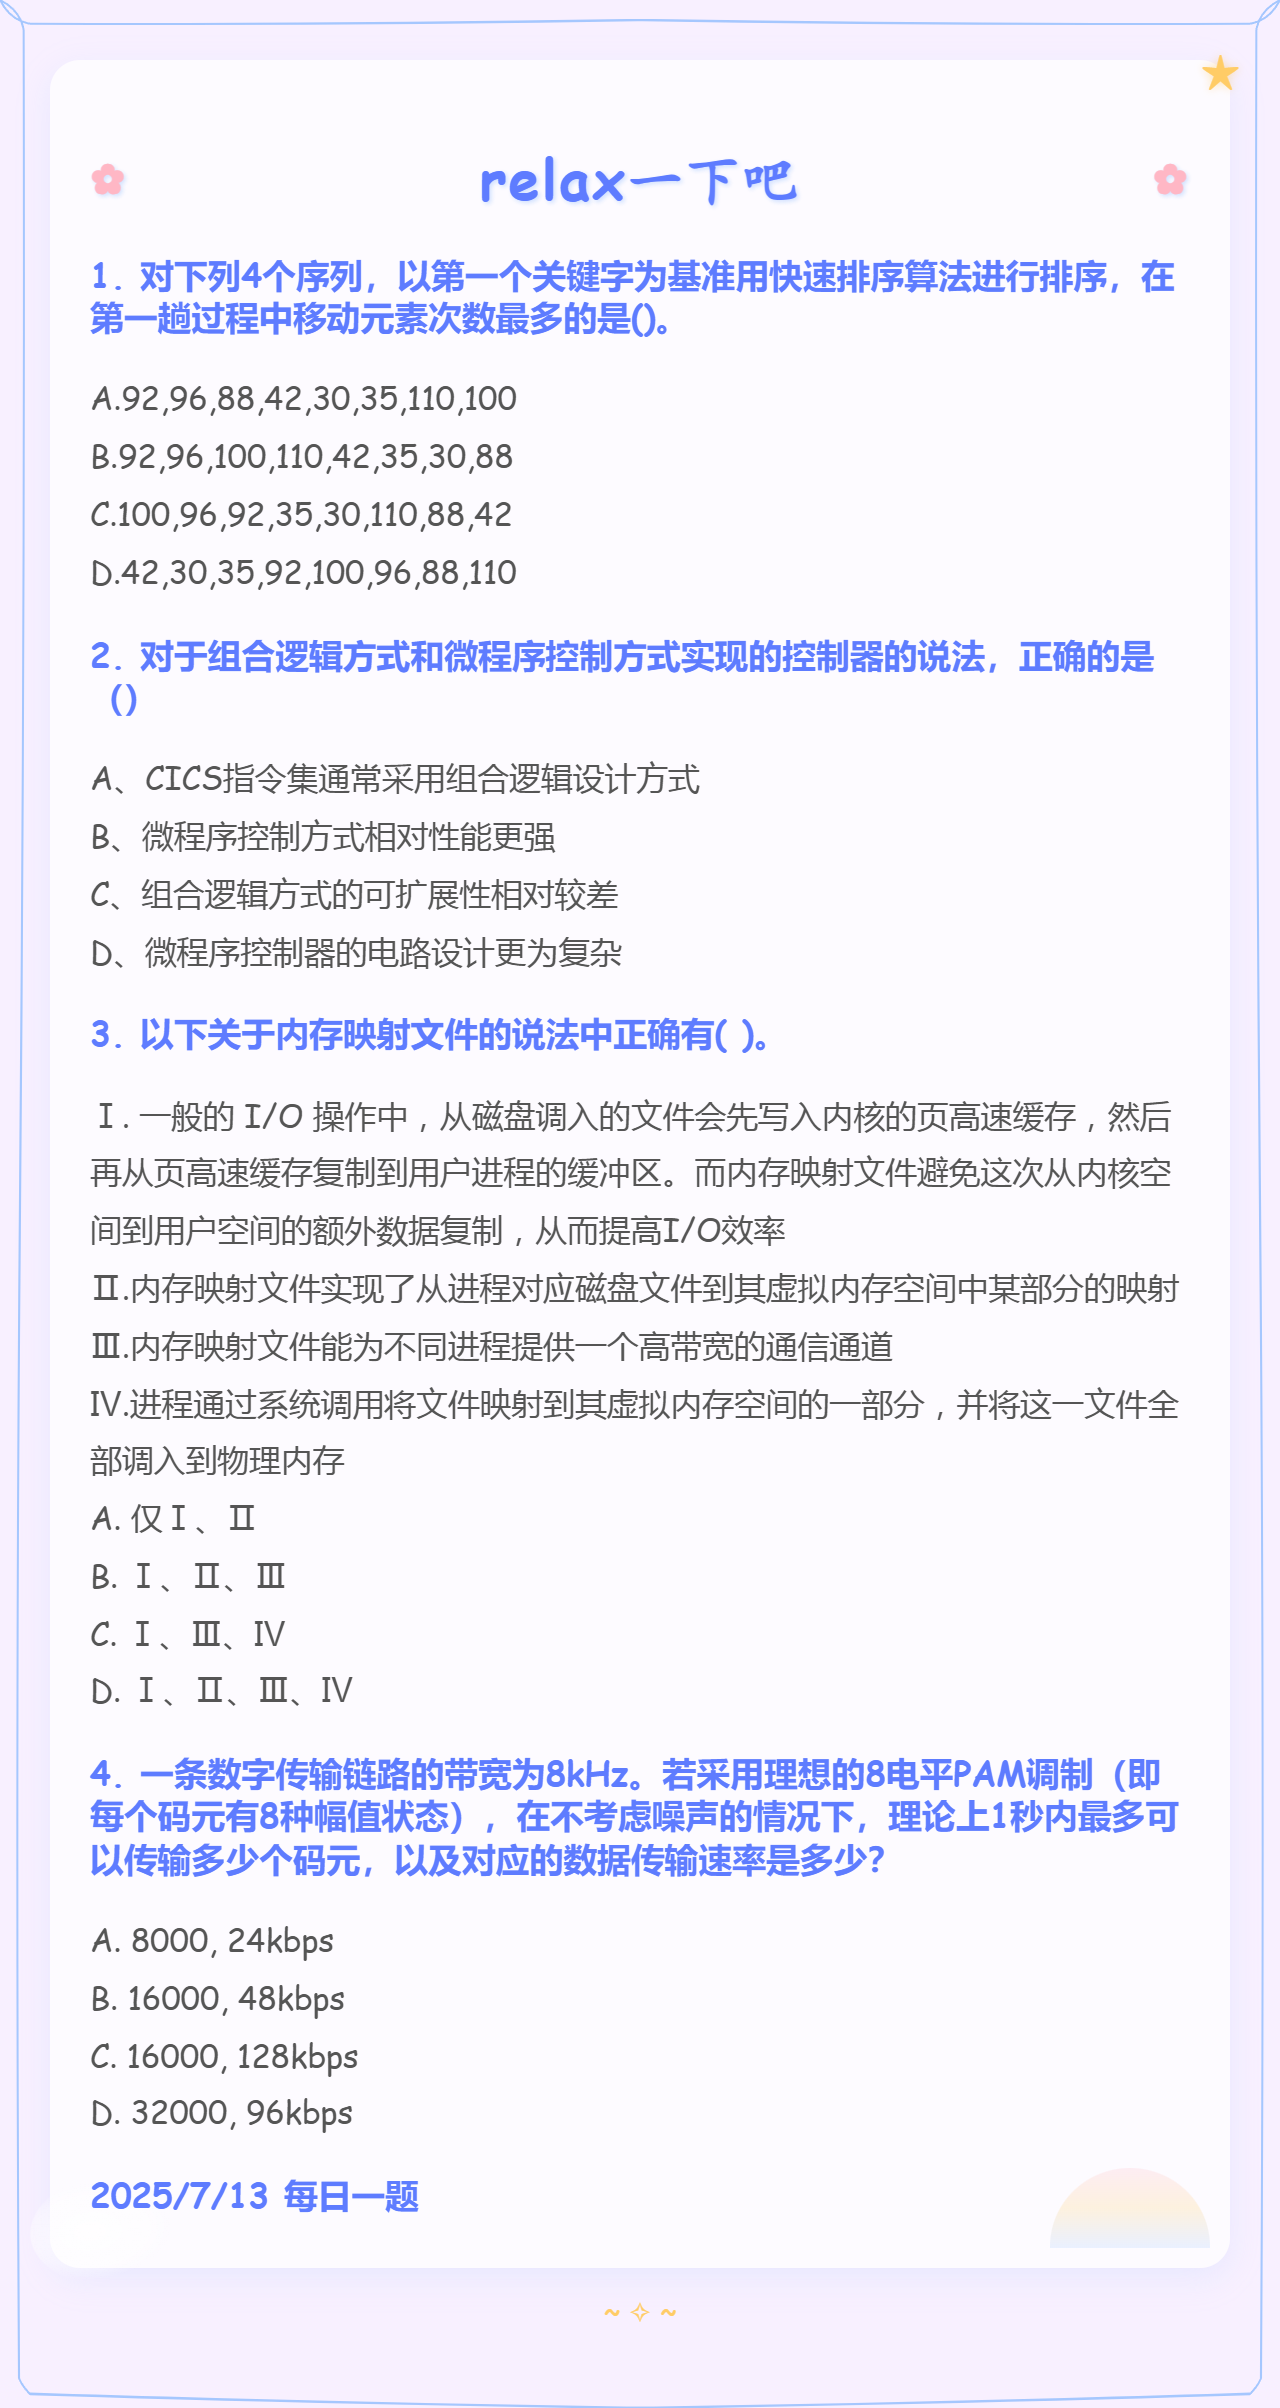 relax一下吧
1. 对下列4个序列，以第一个关键字为基准用快速排序算法进行排序，在
第一趟过程中移动元素次数最多的是()。
A.92,96,88,42,30,35,110,100
B.92,96,100,110,42,35,30,88
C.100,96,92,35,30,110,88,42
D.42,30,35,92,100,96,88,110
2. 对于组合逻辑方式和微程序控制方式实现的控制器的说法，正确的是
（）
A、CICS指令集通常采用组合逻辑设计方式
B、微程序控制方式相对性能更强
C、组合逻辑方式的可扩展性相对较差
D、微程序控制器的电路设计更为复杂
3. 以下关于内存映射文件的说法中正确有( )。
Ⅰ. 一般的 I/O 操作中，从磁盘调入的文件会先写入内核的页高速缓存，然后
再从页高速缓存复制到用户进程的缓冲区。而内存映射文件避免这次从内核空
间到用户空间的额外数据复制，从而提高I/O效率
Ⅱ.内存映射文件实现了从进程对应磁盘文件到其虚拟内存空间中某部分的映射
Ⅲ.内存映射文件能为不同进程提供一个高带宽的通信通道
Ⅳ.进程通过系统调用将文件映射到其虚拟内存空间的一部分，并将这一文件全
部调入到物理内存
A. 仅Ⅰ、Ⅱ
B. Ⅰ、Ⅱ、Ⅲ
C. Ⅰ、Ⅲ、Ⅳ
D. Ⅰ、Ⅱ、Ⅲ、Ⅳ
4. 一条数字传输链路的带宽为8kHz。若采用理想的8电平PAM调制（即
每个码元有8种幅值状态），在不考虑噪声的情况下，理论上1秒内最多可
以传输多少个码元，以及对应的数据传输速率是多少？
A. 8000, 24kbps
B. 16000, 48kbps
C. 16000, 128kbps
D. 32000, 96kbps
2025/7/13 每日一题